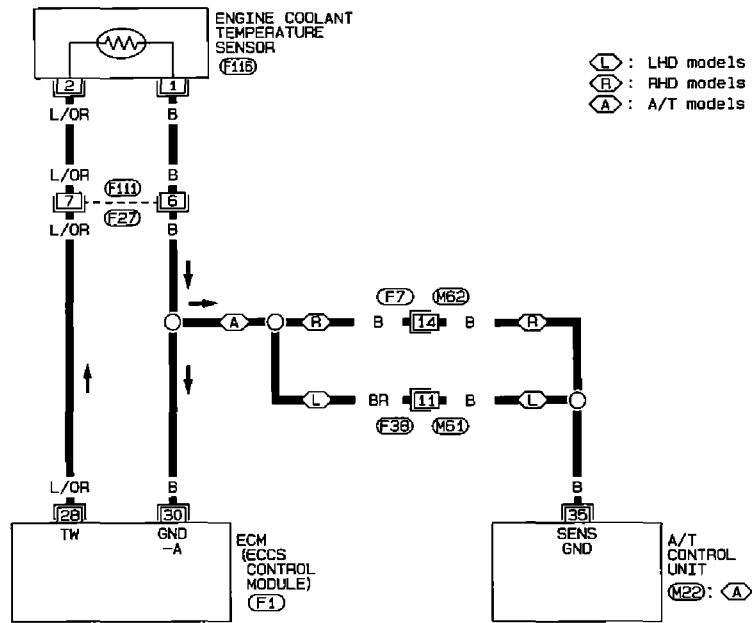 ENGINE COOLANT
TEMPERATURE
SENSOR
F116
2 1
L/OR B
L : LHD models
R : RHD models
A : A/T models
L/OR B
F111
7 6
F27
L/OR B
F7 M62
A R B 14 B R
L BR 11 B L
F38 M61
L/OR B B
28 30 35
TW GND
-A
ECM
(ECCS
CONTROL
MODULE)
F1
SENS
GND
A/T
CONTROL
UNIT
M22 : A